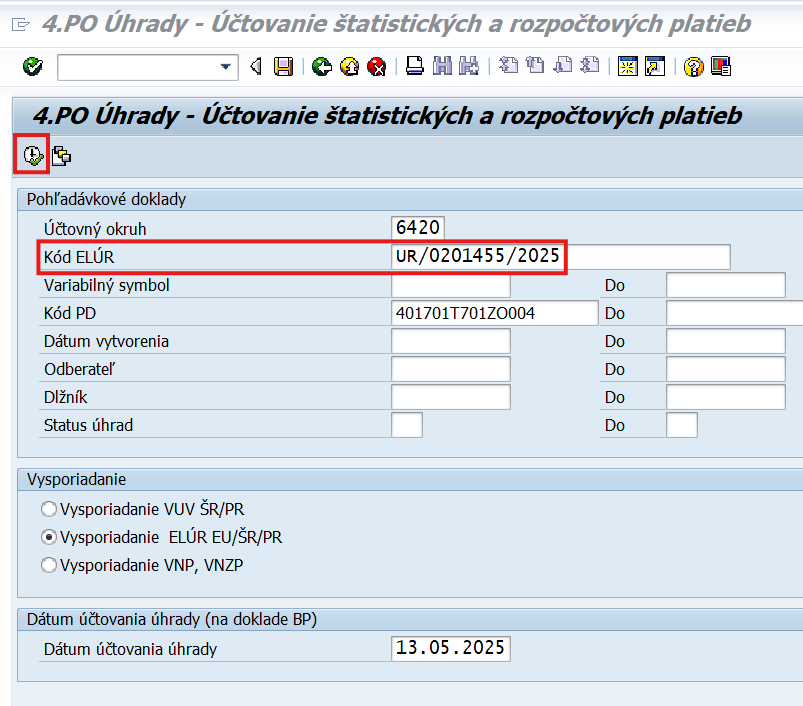 4.PO Úhrady - Účtovanie štatistických a rozpočtových platieb
4.PO Úhrady - Účtovanie štatistických a rozpočtových platieb
Pohľadávkové doklady
Účtovný okruh 6420
Kód ELÚR UR/0201455/2025
Variabilný symbol Do
Kód PD 401701T701ZO004 Do
Dátum vytvorenia Do
Odberateľ Do
Dlžník Do
Status úhrad Do
Vysporiadanie
Vysporiadanie VUV ŠR/PR
Vysporiadanie ELÚR EU/ŠR/PR
Vysporiadanie VNP, VNZP
Dátum účtovania úhrady (na doklade BP)
Dátum účtovania úhrady 13.05.2025